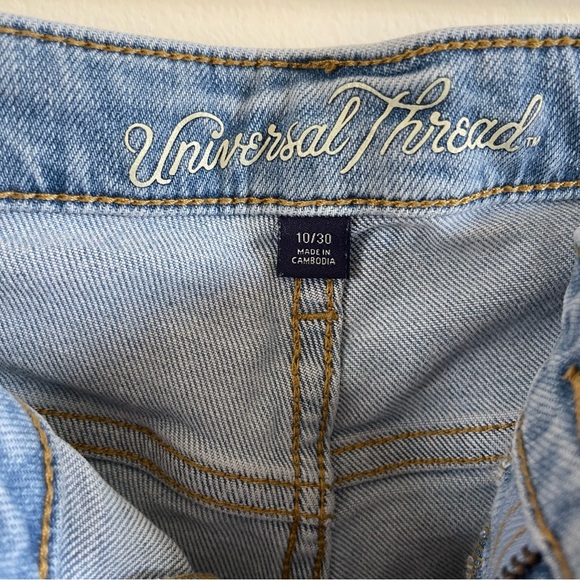 Universal Thread™
10/30
MADE IN
CAMBODIA